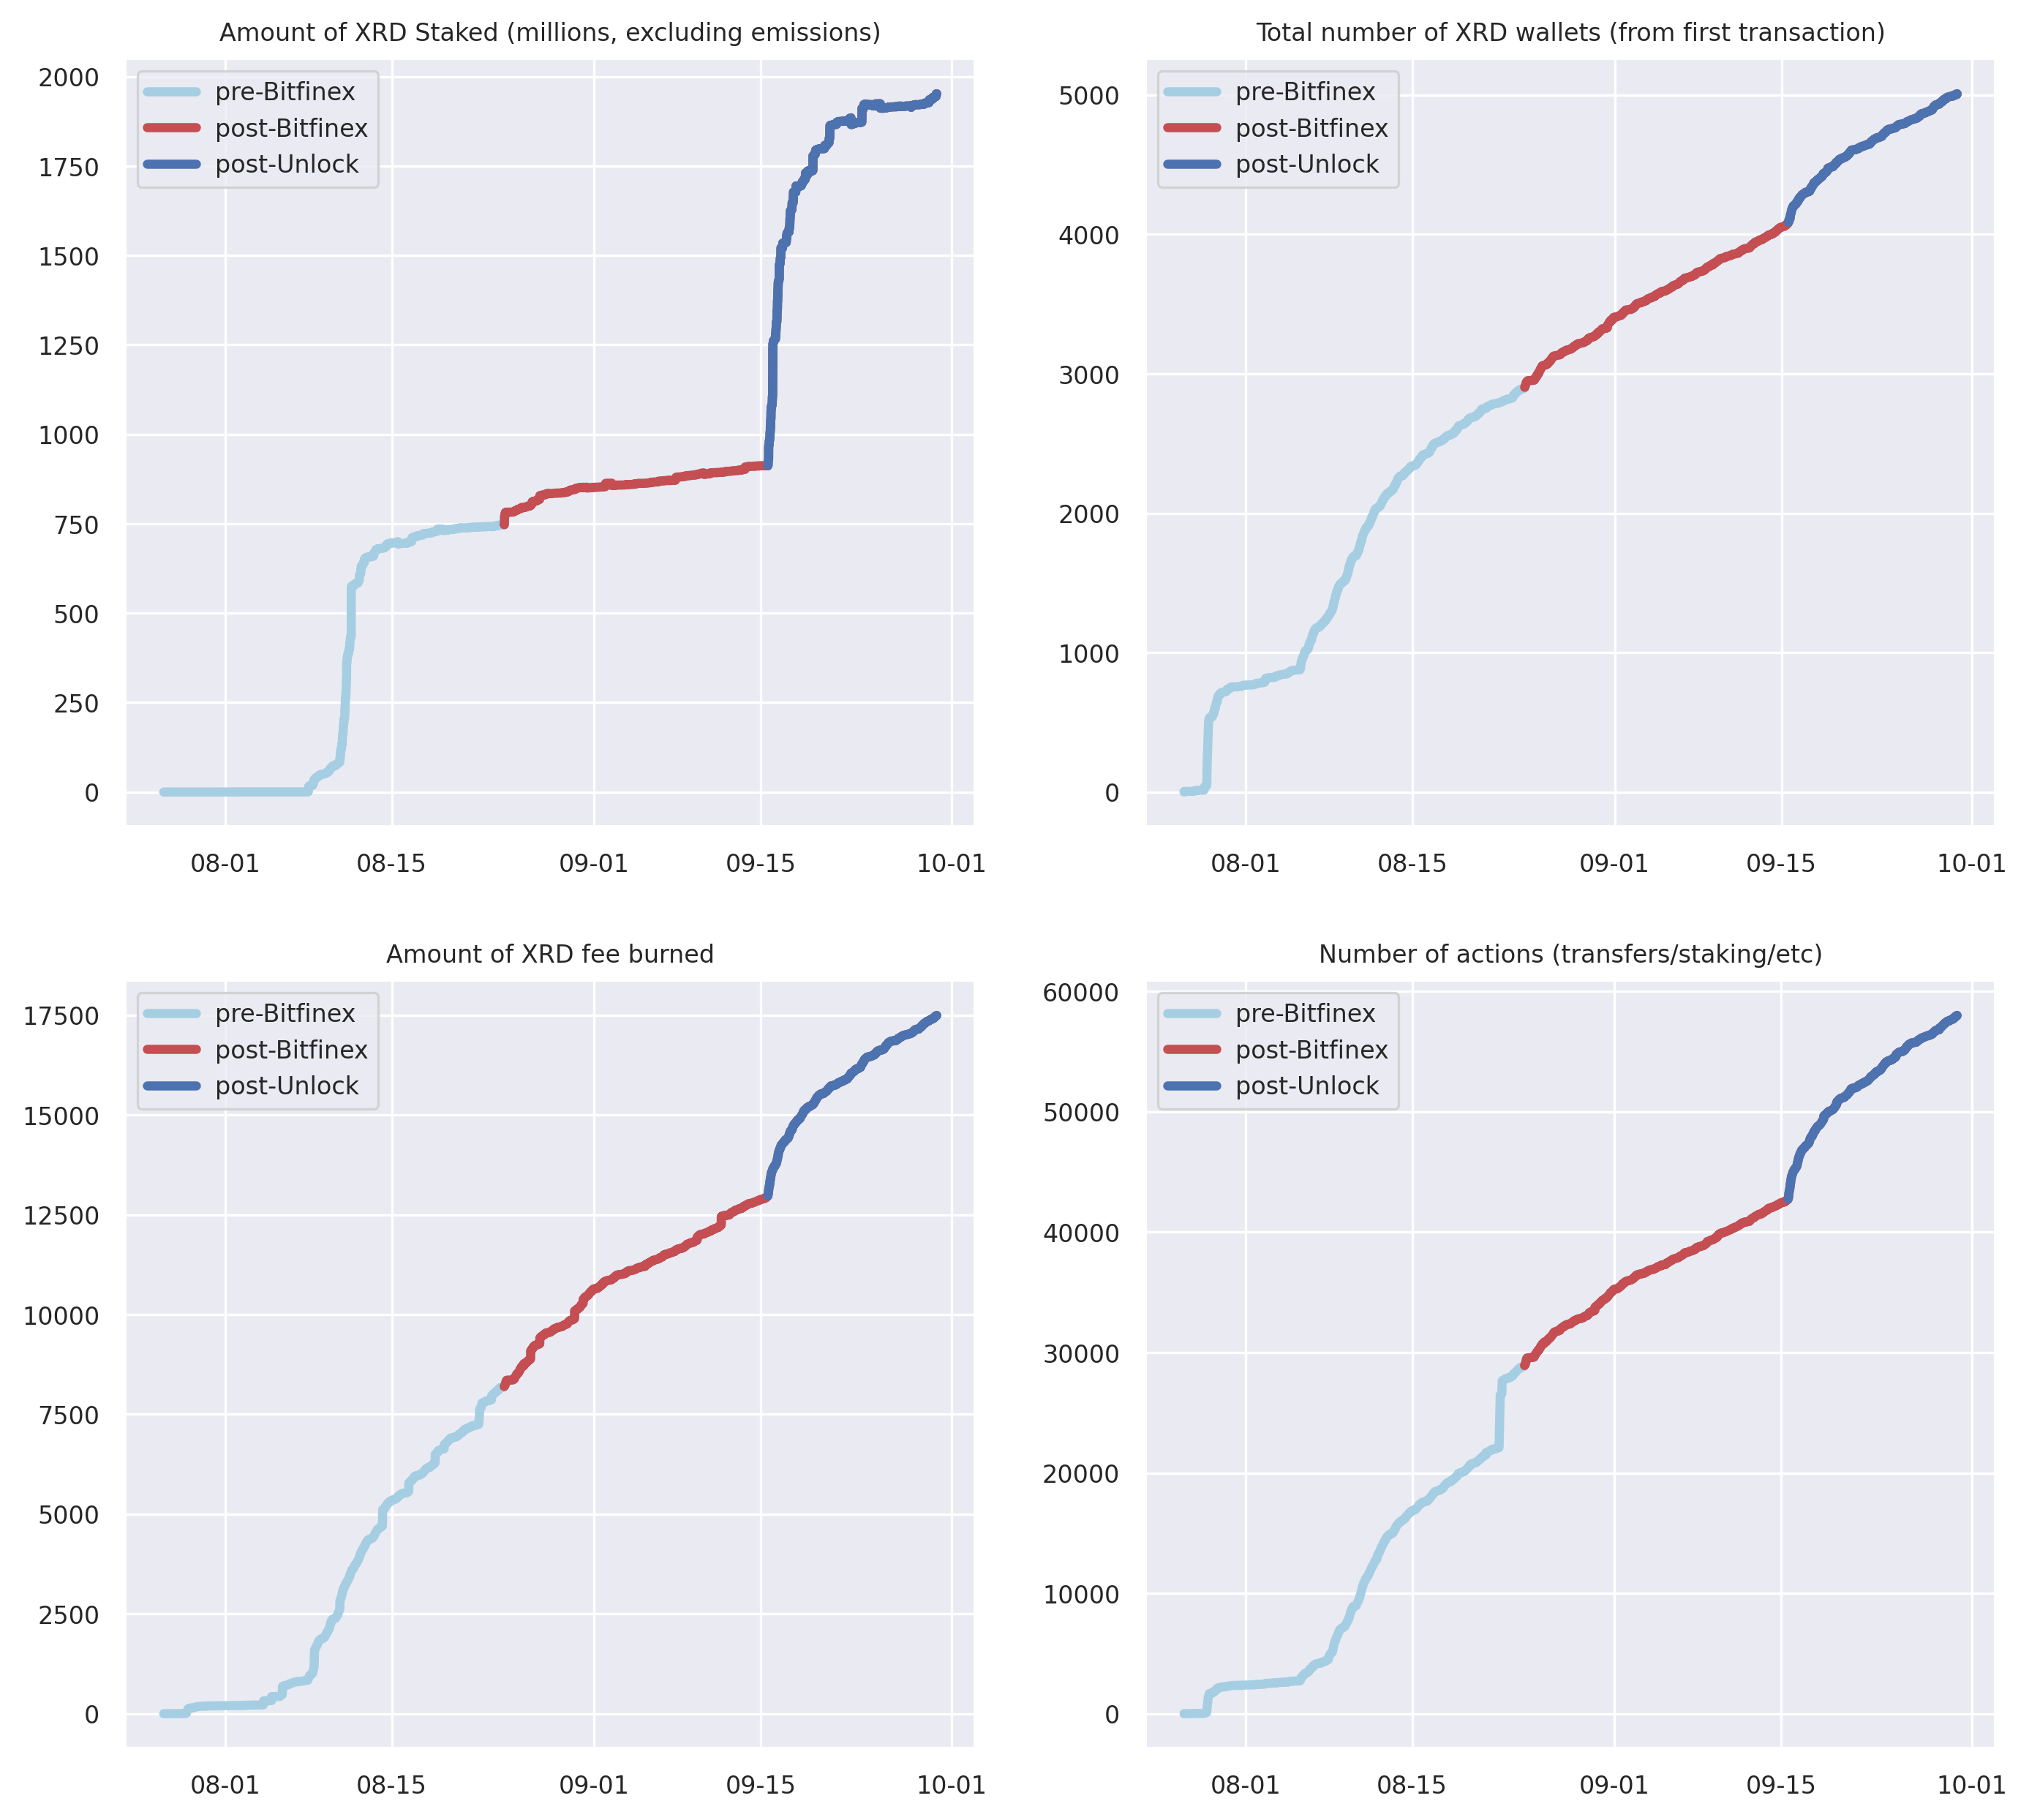 Amount of XRD Staked (millions, excluding emissions)
2000
1750
1500
1250
1000
750
500
250
0
pre-Bitfinex
post-Bitfinex
post-Unlock
08-01 08-15 09-01 09-15 10-01
Total number of XRD wallets (from first transaction)
5000
4000
3000
2000
1000
0
pre-Bitfinex
post-Bitfinex
post-Unlock
08-01 08-15 09-01 09-15 10-01
Amount of XRD fee burned
17500
15000
12500
10000
7500
5000
2500
0
pre-Bitfinex
post-Bitfinex
post-Unlock
08-01 08-15 09-01 09-15 10-01
Number of actions (transfers/staking/etc)
60000
50000
40000
30000
20000
10000
0
pre-Bitfinex
post-Bitfinex
post-Unlock
08-01 08-15 09-01 09-15 10-01